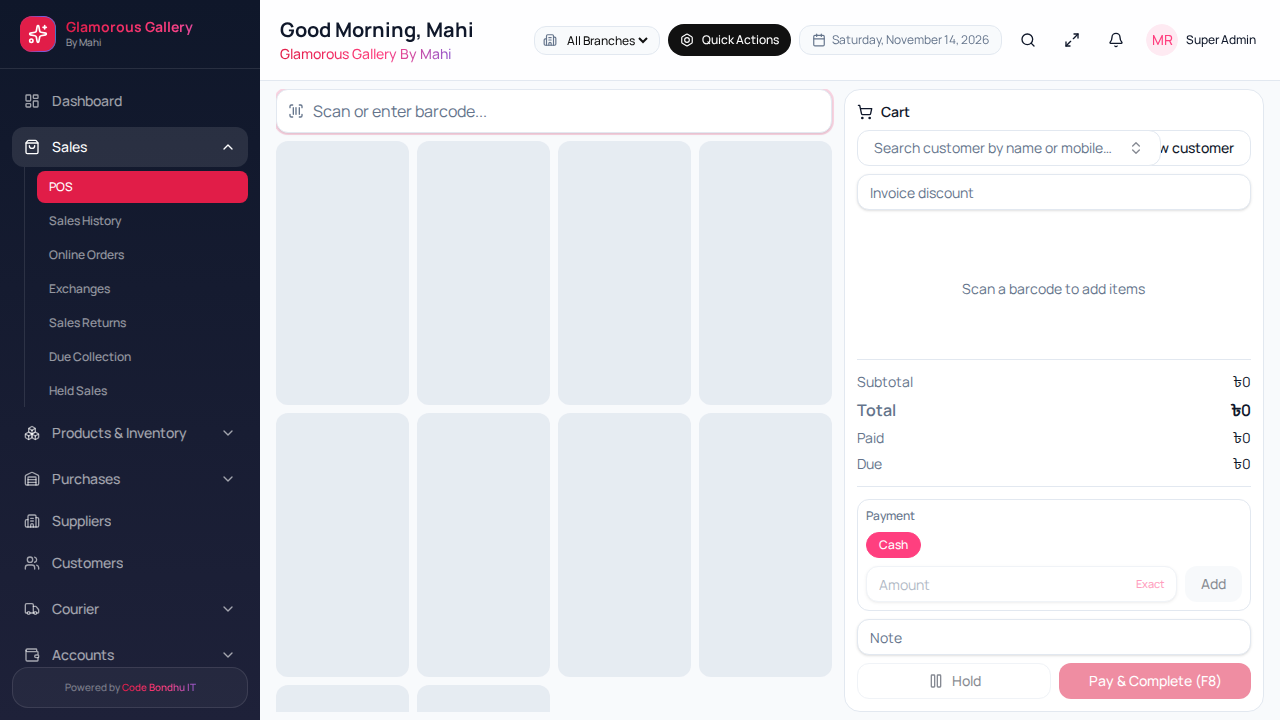 Glamorous Gallery
By Mahi
Dashboard
Sales
POS
Sales History
Online Orders
Exchanges
Sales Returns
Due Collection
Held Sales
Products & Inventory
Purchases
Suppliers
Customers
Courier
Accounts
Powered by Code Bondhu IT
Good Morning, Mahi
Glamorous Gallery By Mahi
All Branches
Quick Actions
Saturday, November 14, 2026
MR
Super Admin
Scan or enter barcode...
Cart
Search customer by name or mobile...
w customer
Invoice discount
Scan a barcode to add items
Subtotal ৳0
Total ৳0
Paid ৳0
Due ৳0
Payment
Cash
Amount Exact Add
Note
Hold Pay & Complete (F8)